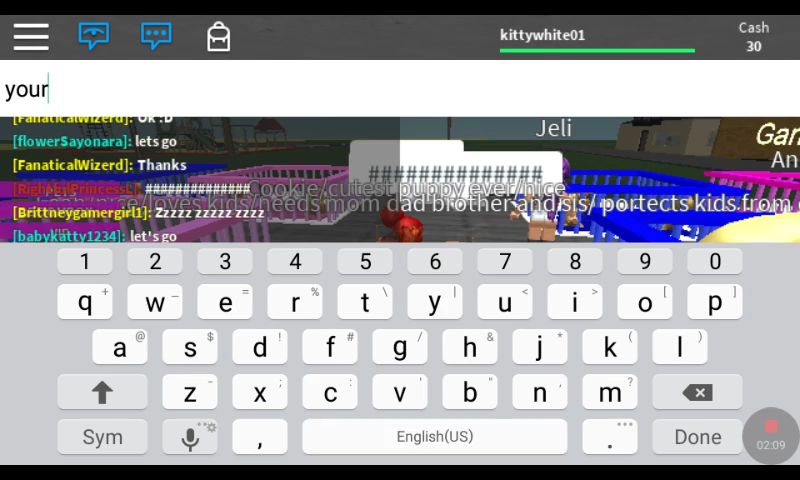 kittywhite01
Cash
30
your
[FanaticalWizerd]: Ok :D
[flower$ayonara]: lets go
[FanaticalWizerd]: Thanks
##############
[Brittneygamergirl1]: Zzzzz zzzzz zzzz
[babykatty1234]: let's go
Jeli
Gam
An
##############
Cookie/cutest puppy ever/nice
loves kids/needs mom dad brother and sis/ portects kids from
1 2 3 4 5 6 7 8 9 0
q + w _ e = r % t \ y | u < i > o [ p ]
a @ s $ d ! f # g / h & j * k ( l )
z - x ; c : v ' b " n , m ?
Sym , English(US) . Done
02:09